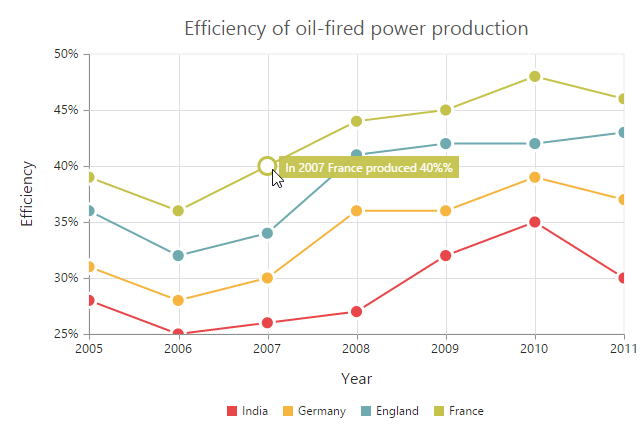 Efficiency of oil-fired power production
50%
45%
40%
35%
30%
25%
Efficiency
In 2007 France produced 40%%
2005 2006 2007 2008 2009 2010 2011
Year
India Germany England France